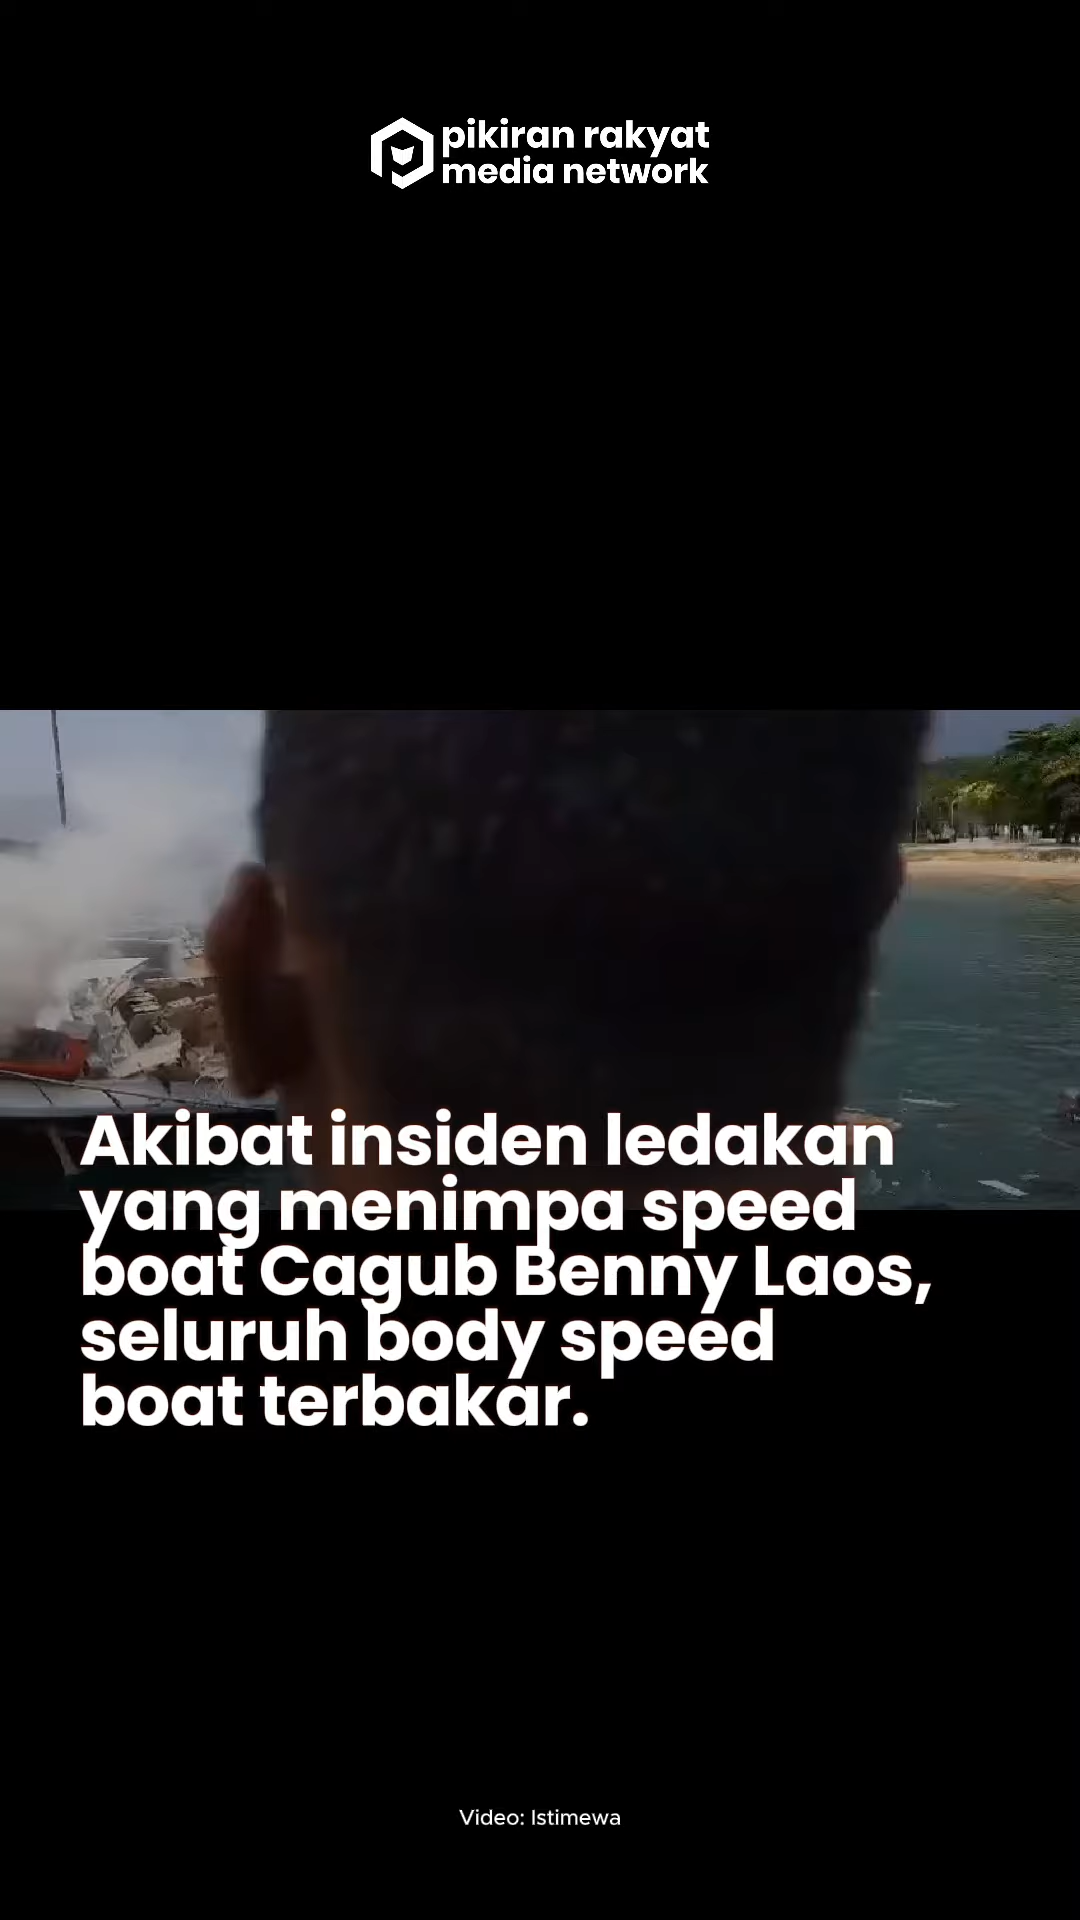 pikiran rakyat
media network
Akibat insiden ledakan
yang menimpa speed
boat Cagub Benny Laos,
seluruh body speed
boat terbakar.
Video: Istimewa